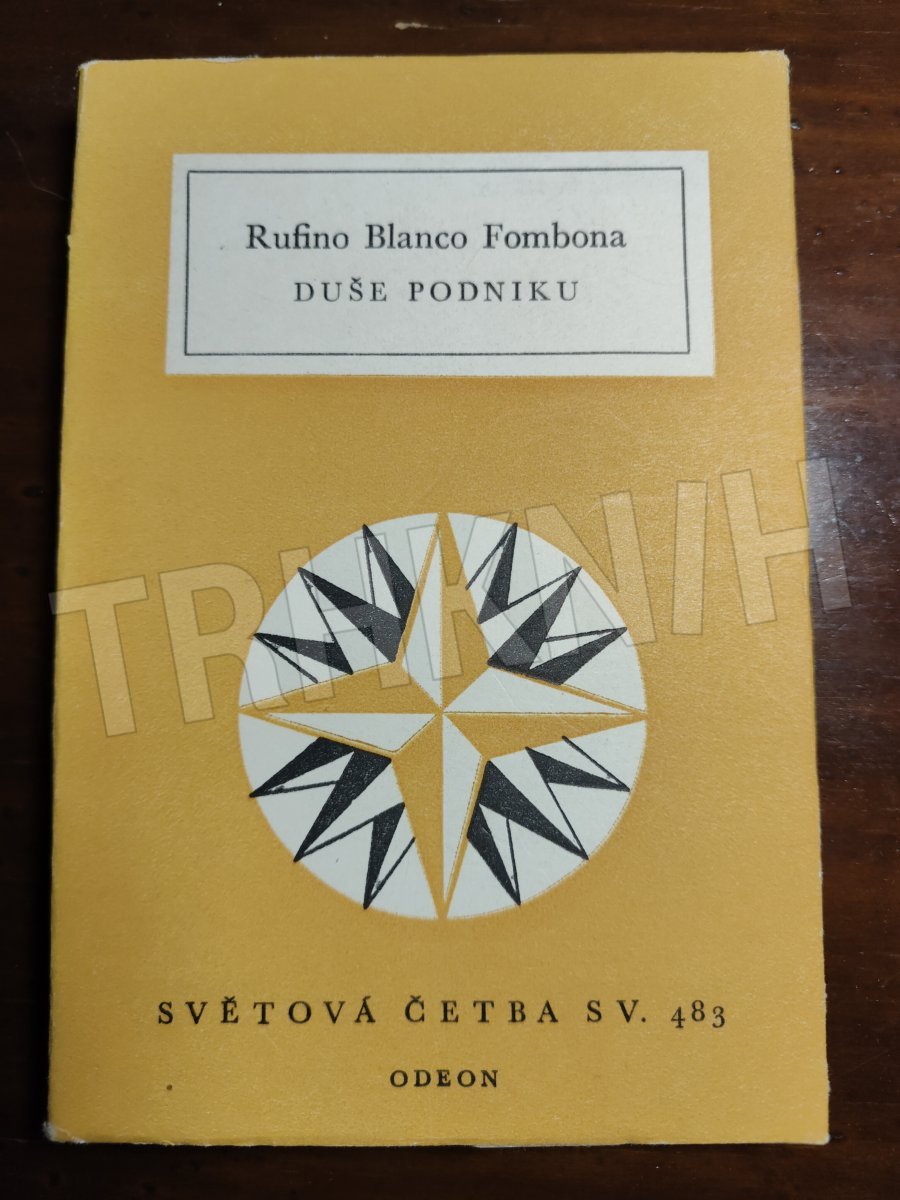 Rufino Blanco Fombona
DUŠE PODNIKU
TRHKNIH
SVĚTOVÁ ČETBA SV. 483
ODEON